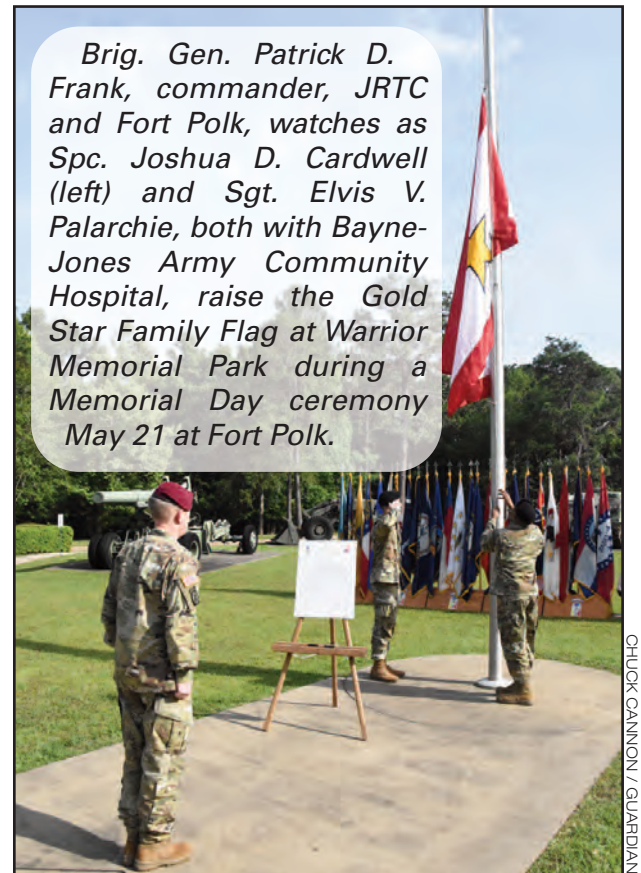 Brig. Gen. Patrick D.
Frank, commander, JRTC
and Fort Polk, watches as
Spc. Joshua D. Cardwell
(left) and Sgt. Elvis V.
Palarchie, both with Bayne-
Jones Army Community
Hospital, raise the Gold
Star Family Flag at Warrior
Memorial Park during a
Memorial Day ceremony
May 21 at Fort Polk.
CHUCK CANNON / GUARDIAN